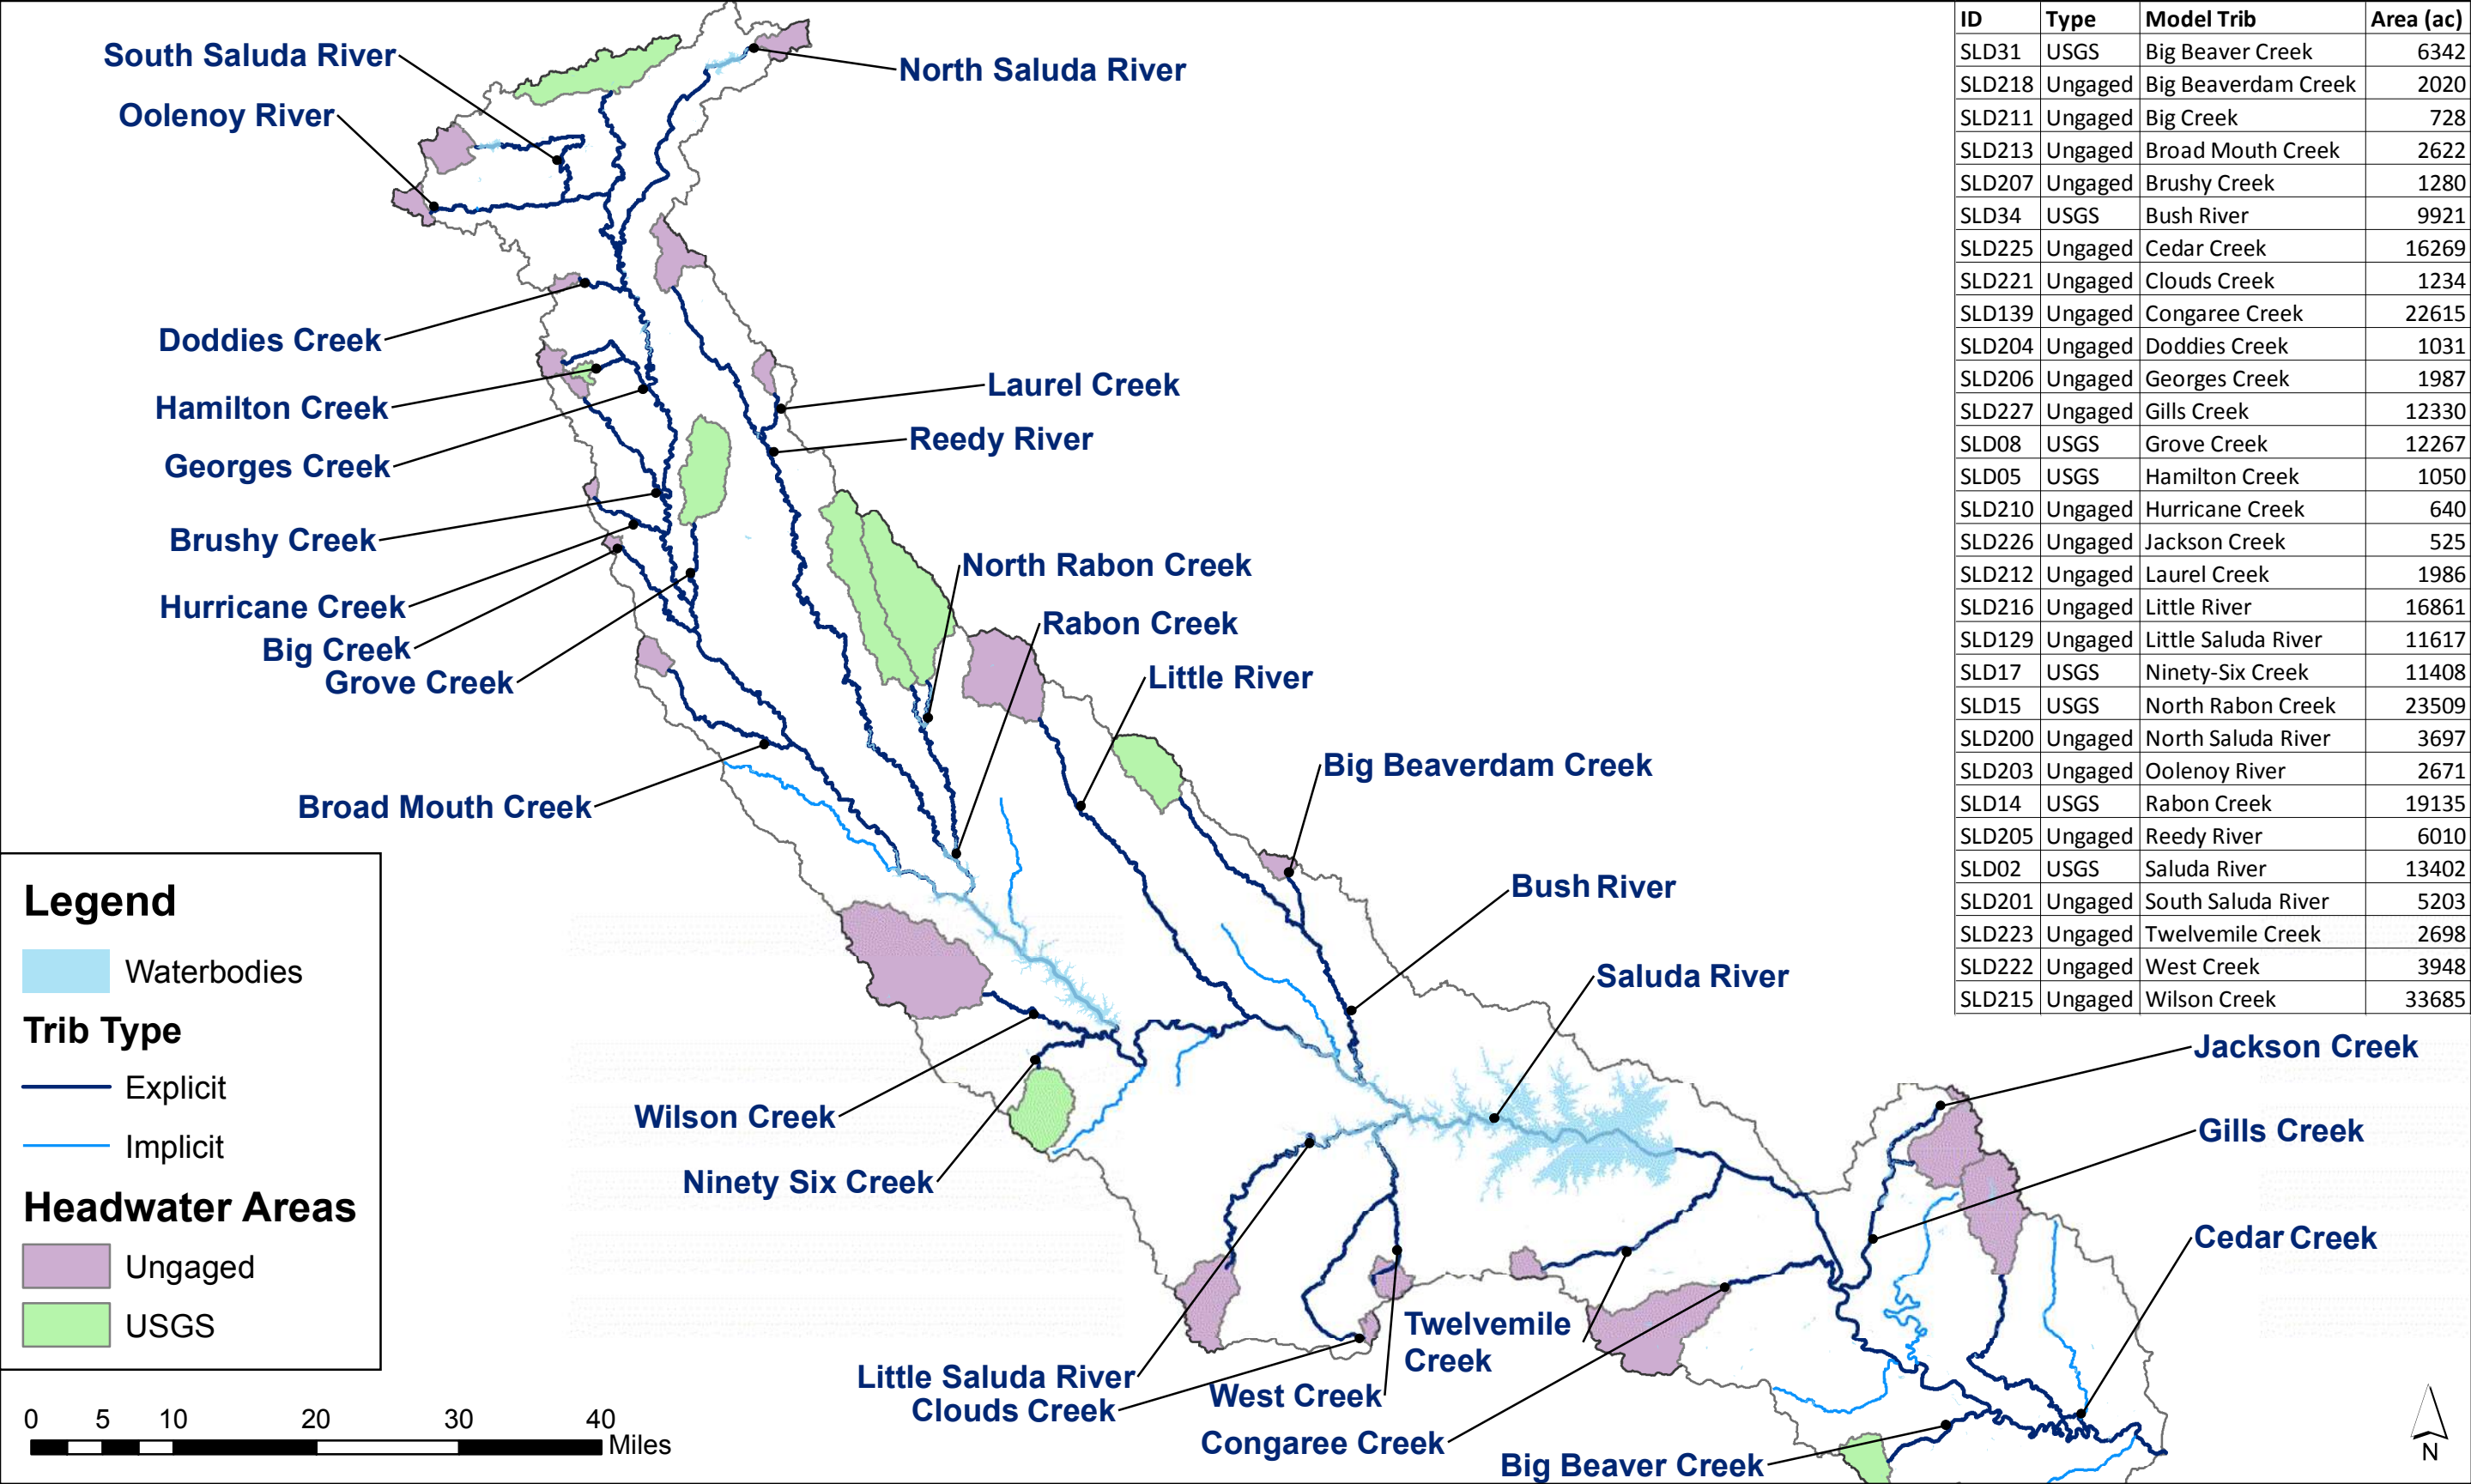 South Saluda River
Oolenoy River
North Saluda River
Doddies Creek
Hamilton Creek
Georges Creek
Brushy Creek
Hurricane Creek
Big Creek
Grove Creek
Broad Mouth Creek
Laurel Creek
Reedy River
North Rabon Creek
Rabon Creek
Little River
Big Beaverdam Creek
Bush River
Saluda River
Wilson Creek
Ninety Six Creek
Little Saluda River
Clouds Creek
West Creek
Twelvemile
Creek
Congaree Creek
Big Beaver Creek
Jackson Creek
Gills Creek
Cedar Creek
ID Type Model Trib Area (ac)
SLD31 USGS Big Beaver Creek 6342
SLD218 Ungaged Big Beaverdam Creek 2020
SLD211 Ungaged Big Creek 728
SLD213 Ungaged Broad Mouth Creek 2622
SLD207 Ungaged Brushy Creek 1280
SLD34 USGS Bush River 9921
SLD225 Ungaged Cedar Creek 16269
SLD221 Ungaged Clouds Creek 1234
SLD139 Ungaged Congaree Creek 22615
SLD204 Ungaged Doddies Creek 1031
SLD206 Ungaged Georges Creek 1987
SLD227 Ungaged Gills Creek 12330
SLD08 USGS Grove Creek 12267
SLD05 USGS Hamilton Creek 1050
SLD210 Ungaged Hurricane Creek 640
SLD226 Ungaged Jackson Creek 525
SLD212 Ungaged Laurel Creek 1986
SLD216 Ungaged Little River 16861
SLD129 Ungaged Little Saluda River 11617
SLD17 USGS Ninety-Six Creek 11408
SLD15 USGS North Rabon Creek 23509
SLD200 Ungaged North Saluda River 3697
SLD203 Ungaged Oolenoy River 2671
SLD14 USGS Rabon Creek 19135
SLD205 Ungaged Reedy River 6010
SLD02 USGS Saluda River 13402
SLD201 Ungaged South Saluda River 5203
SLD223 Ungaged Twelvemile Creek 2698
SLD222 Ungaged West Creek 3948
SLD215 Ungaged Wilson Creek 33685
Legend
Waterbodies
Trib Type
Explicit
Implicit
Headwater Areas
Ungaged
USGS
0 5 10 20 30 40
Miles
N